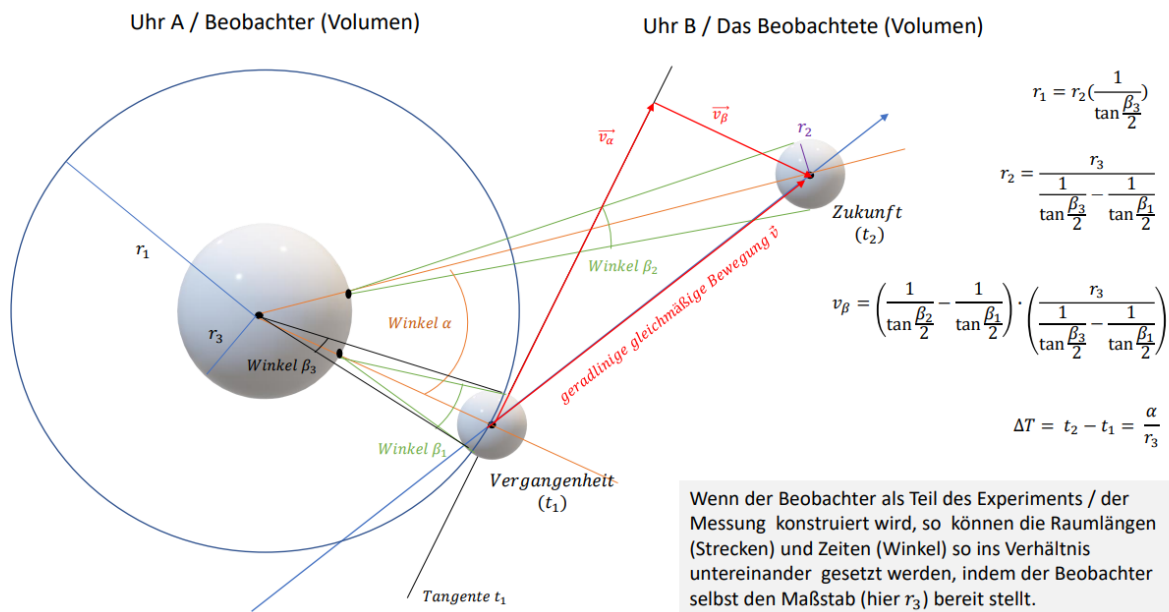 Uhr A / Beobachter (Volumen)
Uhr B / Das Beobachtete (Volumen)
r₁
r₃
Winkel β₃
Winkel α
Winkel β₁
Winkel β₂
Vergangenheit
(t₁)
Tangente t₁
v⃗_α
v⃗_β
r₂
Zukunft
(t₂)
geradlinige gleichmäßige Bewegung v⃗
r₁ = r₂(1 / tan β₃/2)
r₂ = r₃ / (1 / tan β₃/2 − 1 / tan β₁/2)
v_β = (1 / tan β₂/2 − 1 / tan β₁/2) · (r₃ / (1 / tan β₃/2 − 1 / tan β₁/2))
ΔT = t₂ − t₁ = α / r₃
Wenn der Beobachter als Teil des Experiments / der
Messung konstruiert wird, so können die Raumlängen
(Strecken) und Zeiten (Winkel) so ins Verhältnis
untereinander gesetzt werden, indem der Beobachter
selbst den Maßstab (hier r₃) bereit stellt.